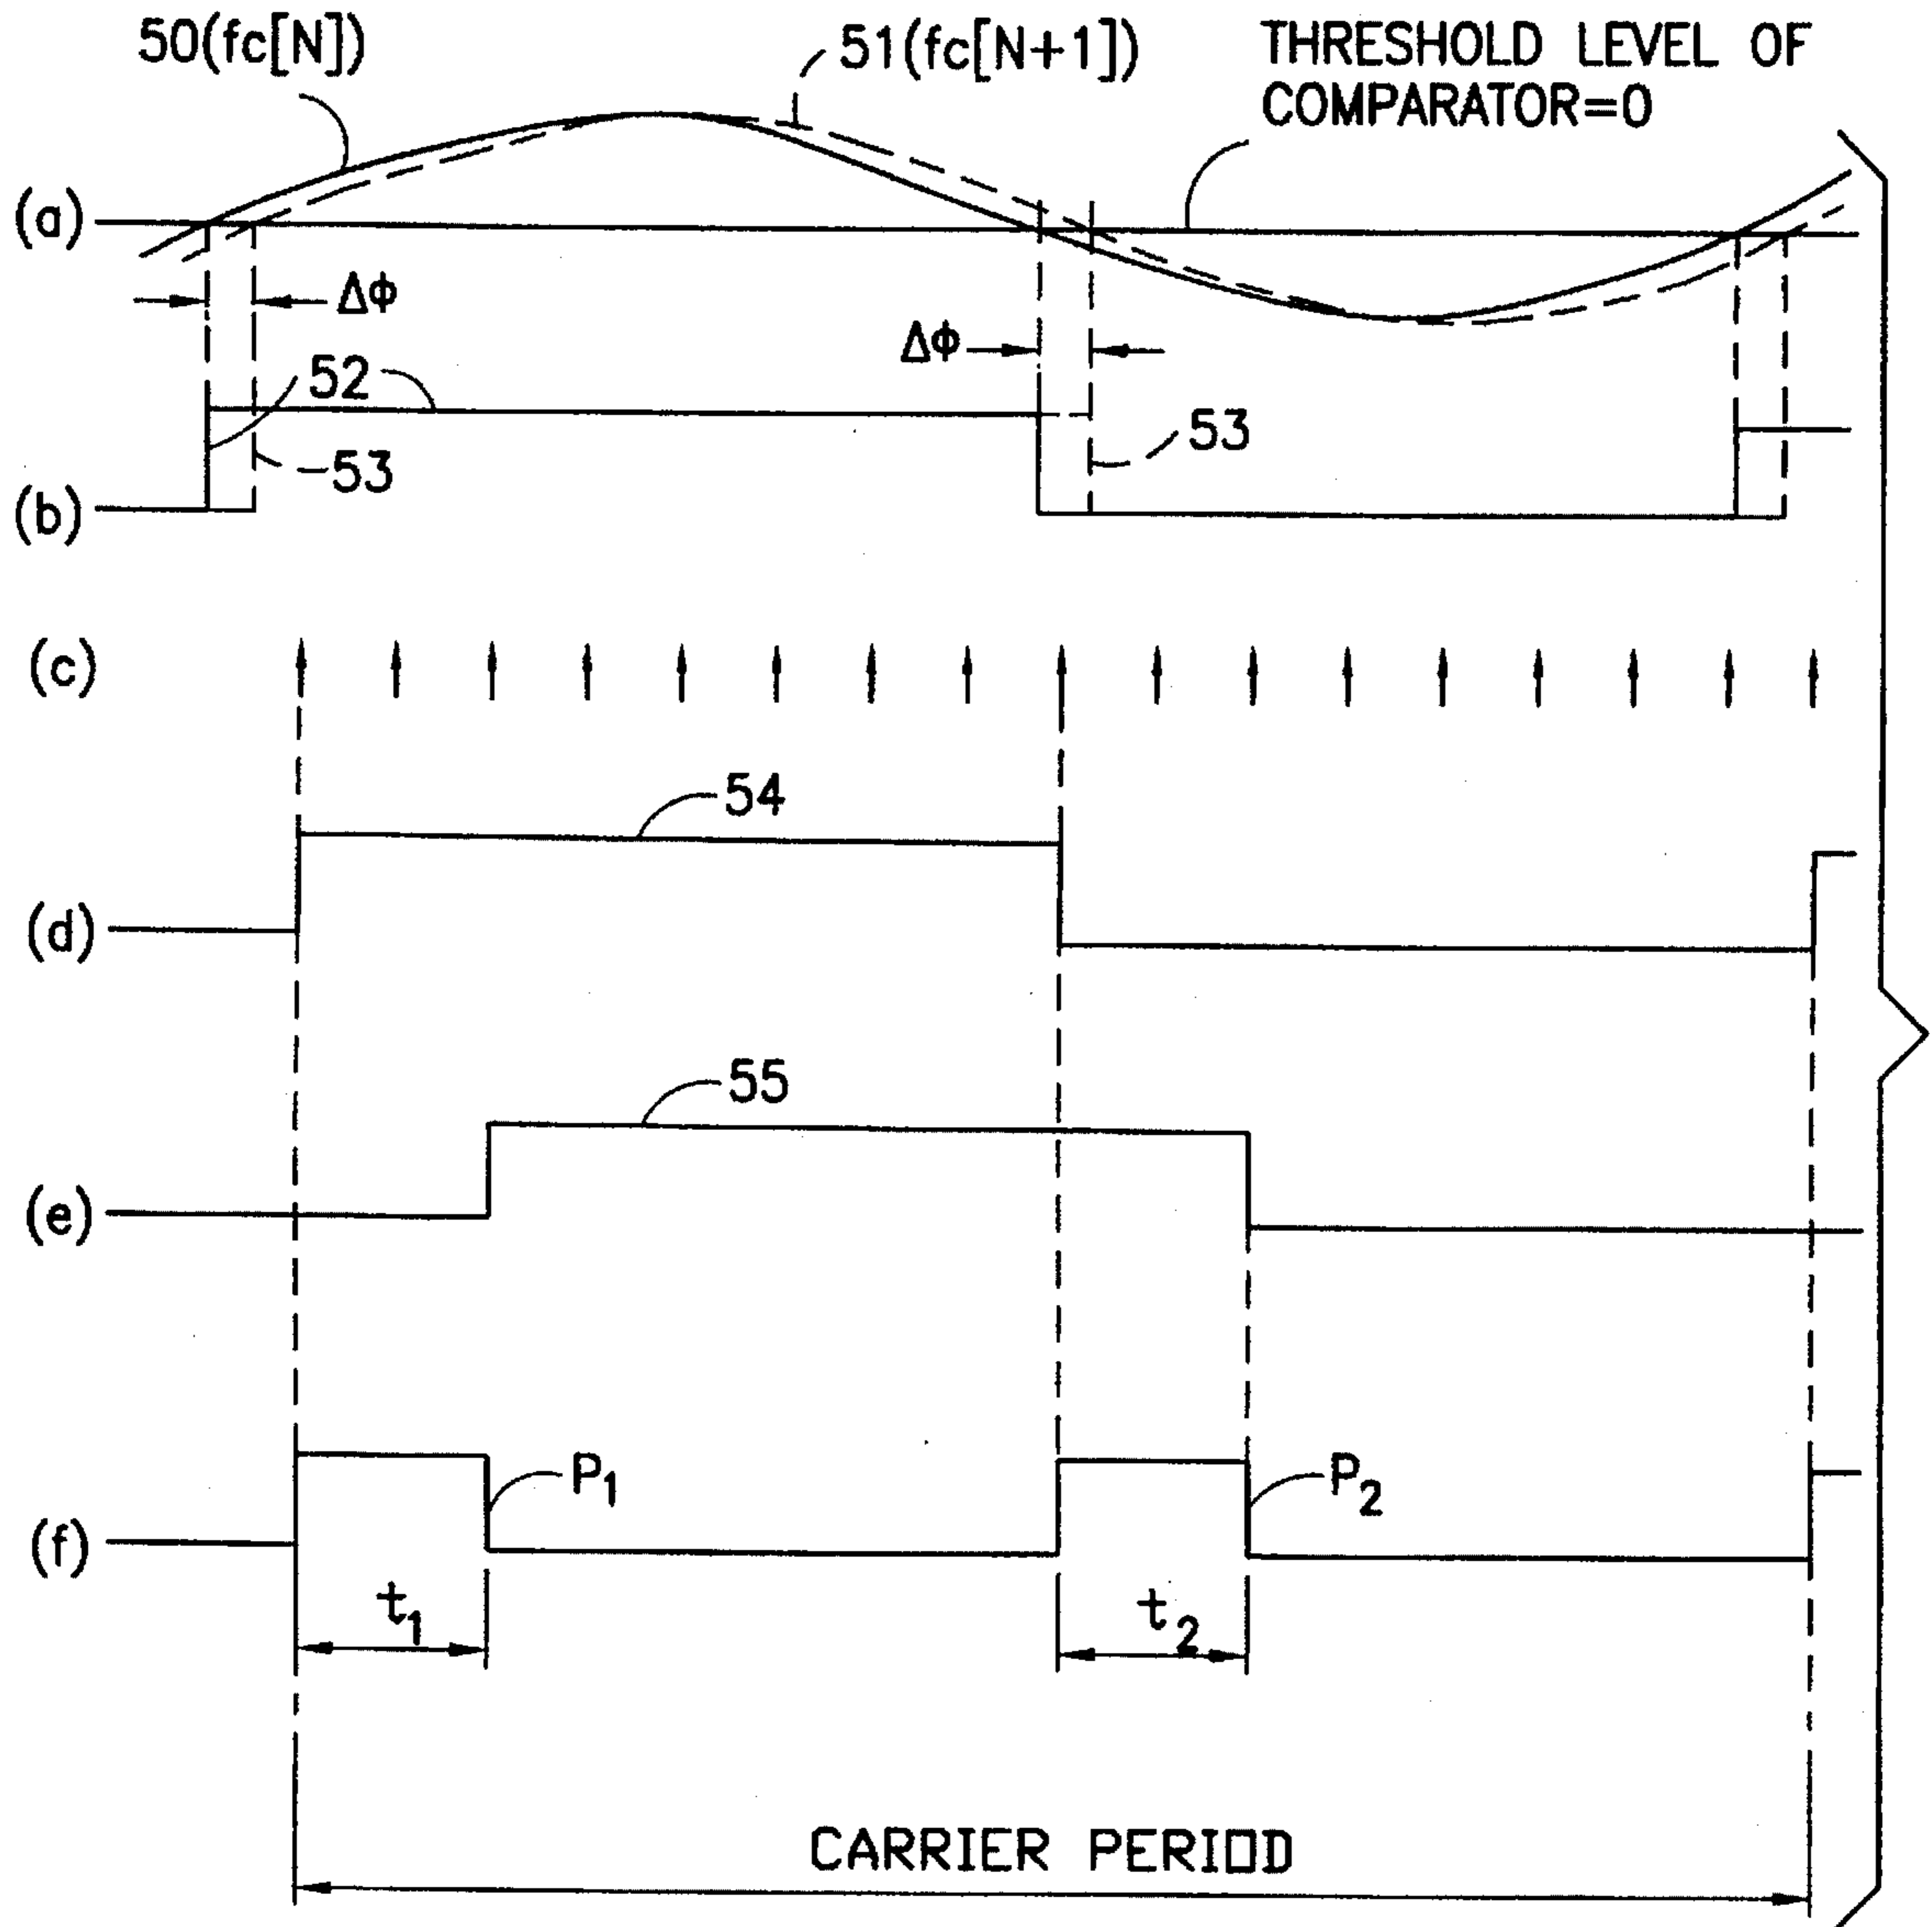 50(fc[N])
51(fc[N+1])
THRESHOLD LEVEL OF
COMPARATOR=0
(a)
ΔΦ
ΔΦ
52
53
53
(b)
(c)
54
(d)
55
(e)
P1
P2
(f)
t1
t2
CARRIER PERIOD